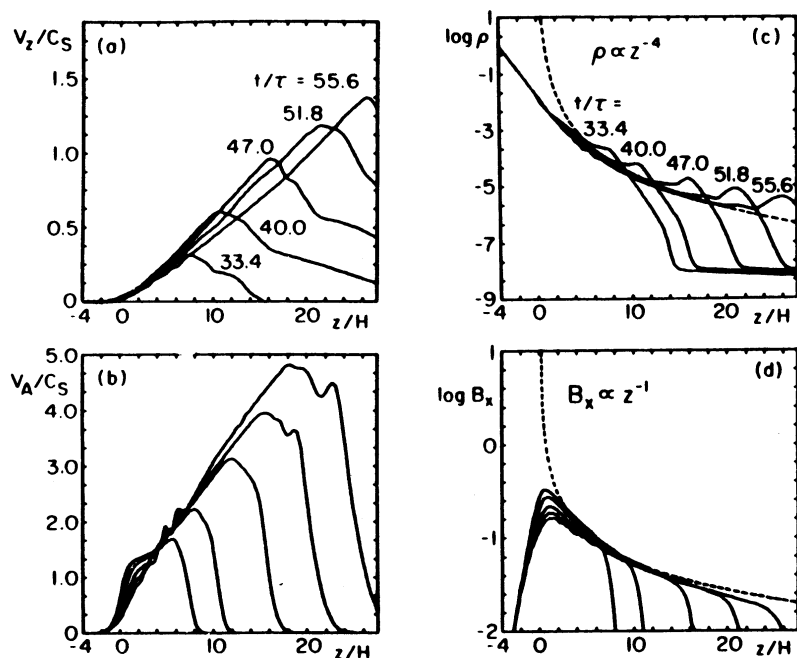 V_z/C_S
(a)
1.5
1.0
0.5
0
t/τ = 55.6
51.8
47.0
40.0
33.4
-4 0 10 20 z/H
(c)
1
log ρ
-1
-3
-5
-7
-9
ρ ∝ z^-4
t/τ =
33.4
40.0
47.0
51.8
55.6
-4 0 10 20 z/H
5.0
V_A/C_S
(b)
4.0
3.0
2.0
1.0
0
-4 0 10 20 z/H
1
(d)
log B_x
B_x ∝ z^-1
0
-1
-2
-4 0 10 20 z/H